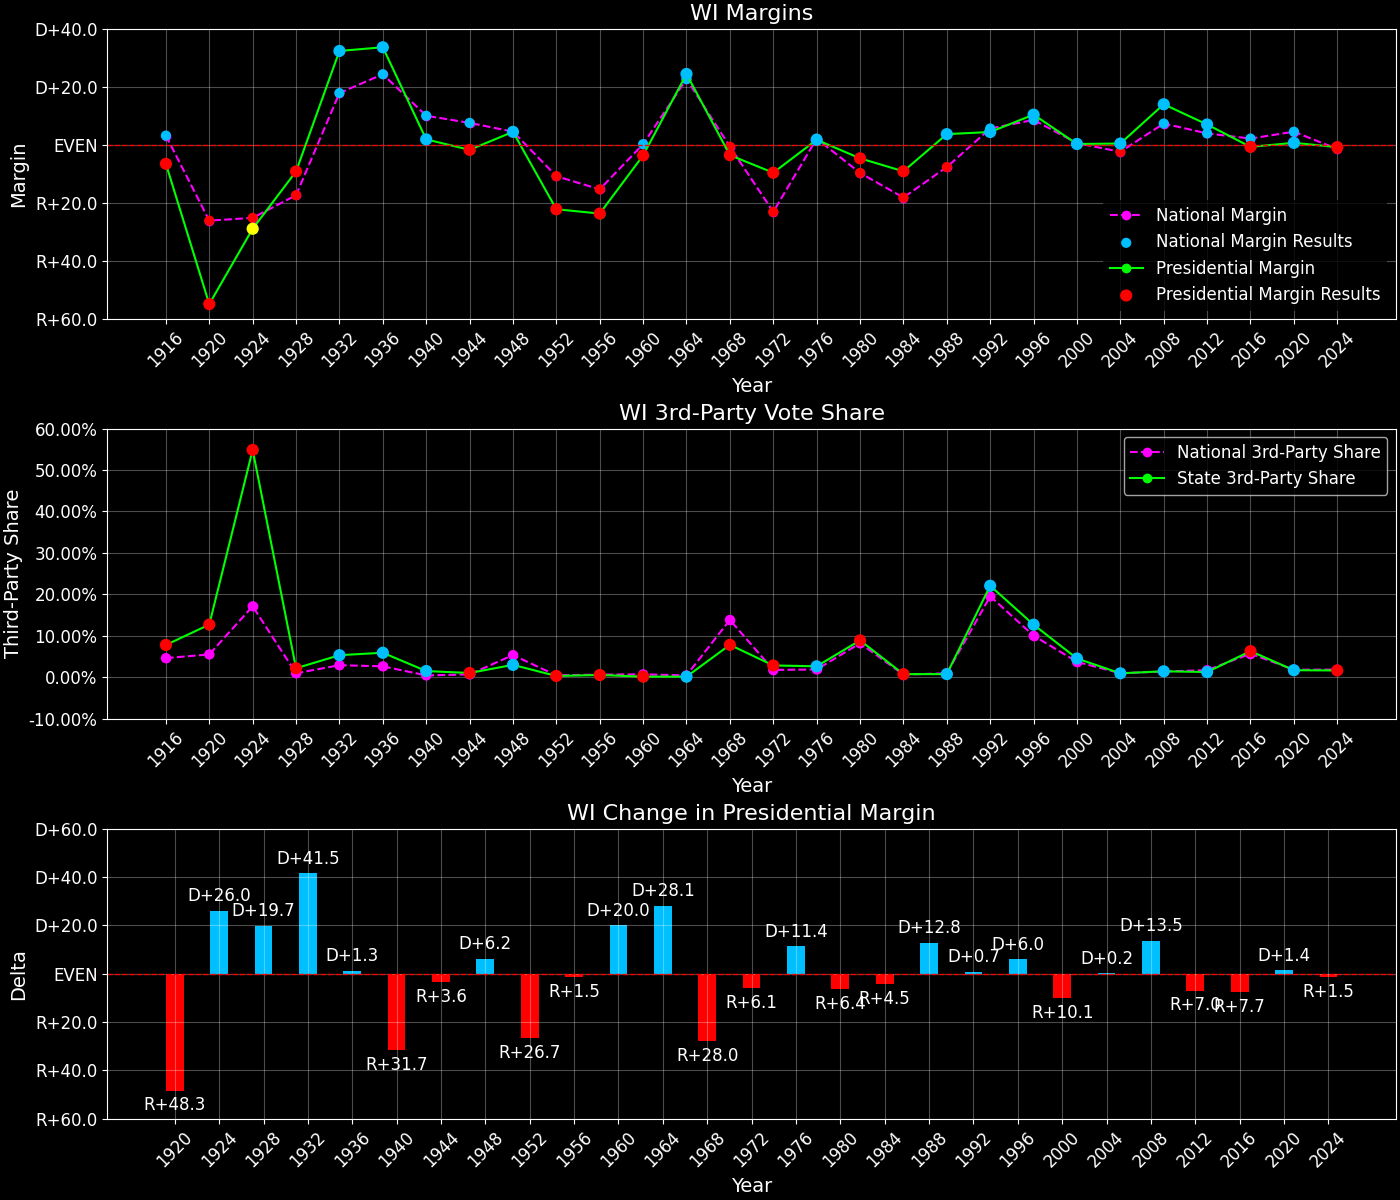 WI Margins
D+40.0
D+20.0
EVEN
R+20.0
R+40.0
R+60.0
Margin
National Margin
National Margin Results
Presidential Margin
Presidential Margin Results
1916 1920 1924 1928 1932 1936 1940 1944 1948 1952 1956 1960 1964 1968 1972 1976 1980 1984 1988 1992 1996 2000 2004 2008 2012 2016 2020 2024
Year
WI 3rd-Party Vote Share
60.00%
50.00%
40.00%
30.00%
20.00%
10.00%
0.00%
-10.00%
Third-Party Share
National 3rd-Party Share
State 3rd-Party Share
1916 1920 1924 1928 1932 1936 1940 1944 1948 1952 1956 1960 1964 1968 1972 1976 1980 1984 1988 1992 1996 2000 2004 2008 2012 2016 2020 2024
Year
WI Change in Presidential Margin
D+60.0
D+40.0
D+20.0
EVEN
R+20.0
R+40.0
R+60.0
Delta
R+48.3
D+26.0
D+19.7
D+41.5
D+1.3
R+31.7
R+3.6
D+6.2
R+26.7
R+1.5
D+20.0
D+28.1
R+28.0
R+6.1
D+11.4
R+6.4
R+4.5
D+12.8
D+0.7
D+6.0
R+10.1
D+0.2
D+13.5
R+7.0
R+7.7
D+1.4
R+1.5
1920 1924 1928 1932 1936 1940 1944 1948 1952 1956 1960 1964 1968 1972 1976 1980 1984 1988 1992 1996 2000 2004 2008 2012 2016 2020 2024
Year